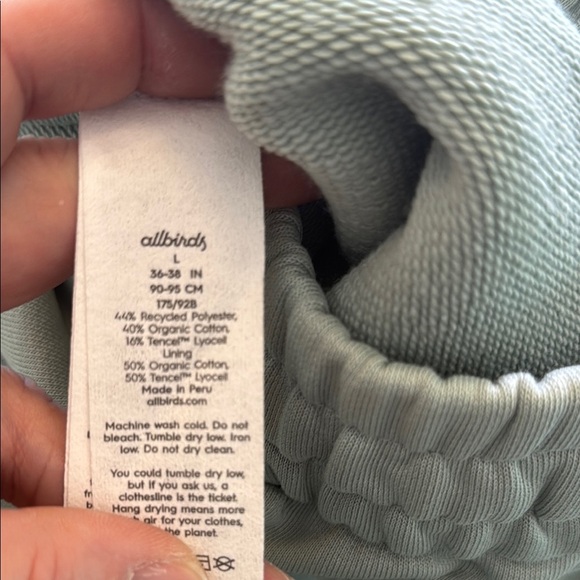 allbirds
L
36-38 IN
90-95 CM
175/92B
44% Recycled Polyester,
40% Organic Cotton,
16% Tencel™ Lyocell
Lining
50% Organic Cotton,
50% Tencel™ Lyocell
Made in Peru
allbirds.com
Machine wash cold. Do not
bleach. Tumble dry low. Iron
low. Do not dry clean.
You could tumble dry low,
but if you ask us, a
clothesline is the ticket.
Hang drying means more
air for your clothes,
the planet.